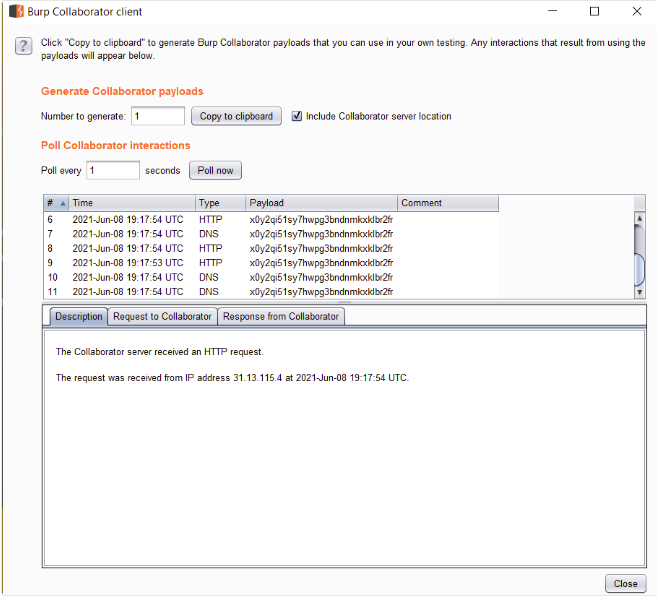 Burp Collaborator client
Click "Copy to clipboard" to generate Burp Collaborator payloads that you can use in your own testing. Any interactions that result from using the
payloads will appear below.
Generate Collaborator payloads
Number to generate: 1 Copy to clipboard Include Collaborator server location
Poll Collaborator interactions
Poll every 1 seconds Poll now
# Time Type Payload Comment
6 2021-Jun-08 19:17:54 UTC HTTP x0y2qi51sy7hwpg3bndnmkxklbr2fr
7 2021-Jun-08 19:17:54 UTC DNS x0y2qi51sy7hwpg3bndnmkxklbr2fr
8 2021-Jun-08 19:17:54 UTC HTTP x0y2qi51sy7hwpg3bndnmkxklbr2fr
9 2021-Jun-08 19:17:53 UTC HTTP x0y2qi51sy7hwpg3bndnmkxklbr2fr
10 2021-Jun-08 19:17:54 UTC DNS x0y2qi51sy7hwpg3bndnmkxklbr2fr
11 2021-Jun-08 19:17:54 UTC DNS x0y2qi51sy7hwpg3bndnmkxklbr2fr
Description Request to Collaborator Response from Collaborator
The Collaborator server received an HTTP request.
The request was received from IP address 31.13.115.4 at 2021-Jun-08 19:17:54 UTC.
Close